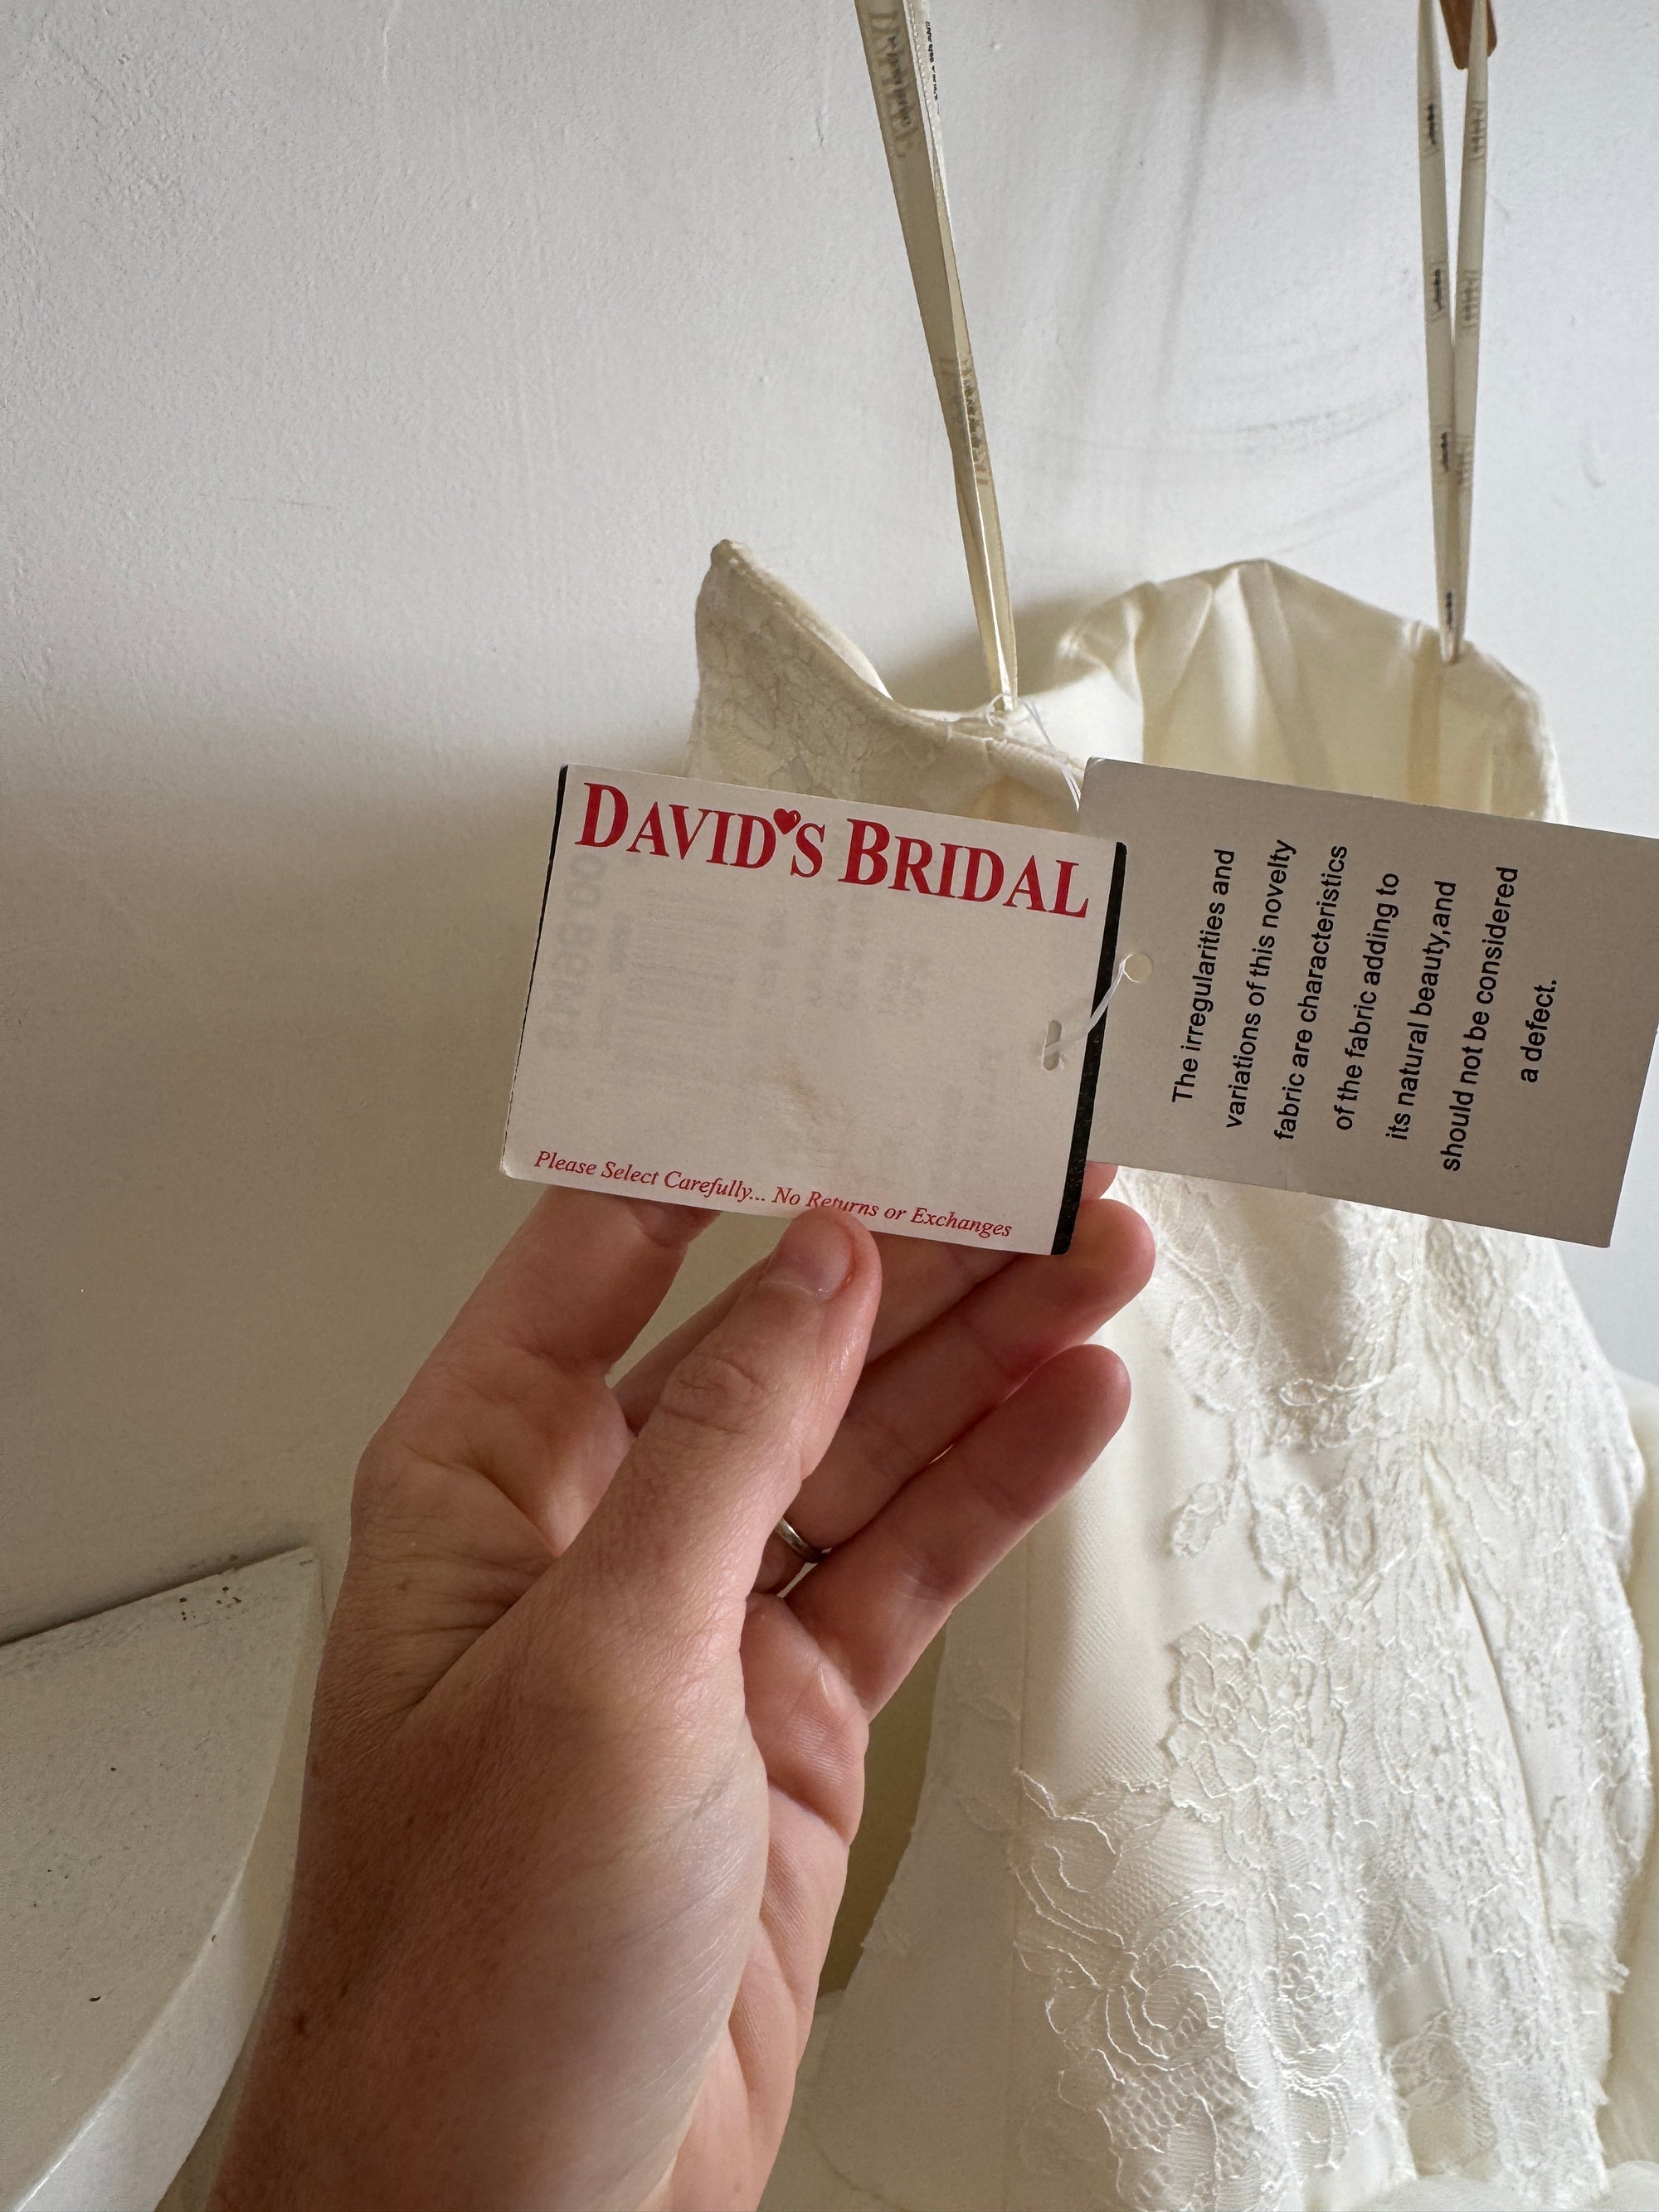 DAVID'S BRIDAL
Please Select Carefully... No Returns or Exchanges
The irregularities and
variations of this novelty
fabric are characteristics
of the fabric adding to
its natural beauty,and
should not be considered
a defect.